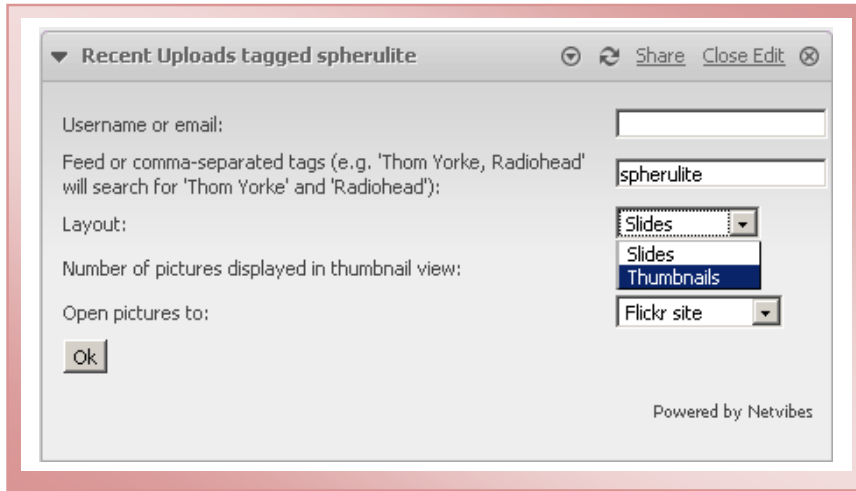 Recent Uploads tagged spherulite Share Close Edit
Username or email:
Feed or comma-separated tags (e.g. 'Thom Yorke, Radiohead'
will search for 'Thom Yorke' and 'Radiohead'):
spherulite
Layout:
Slides
Slides
Thumbnails
Number of pictures displayed in thumbnail view:
Open pictures to:
Flickr site
Ok
Powered by Netvibes